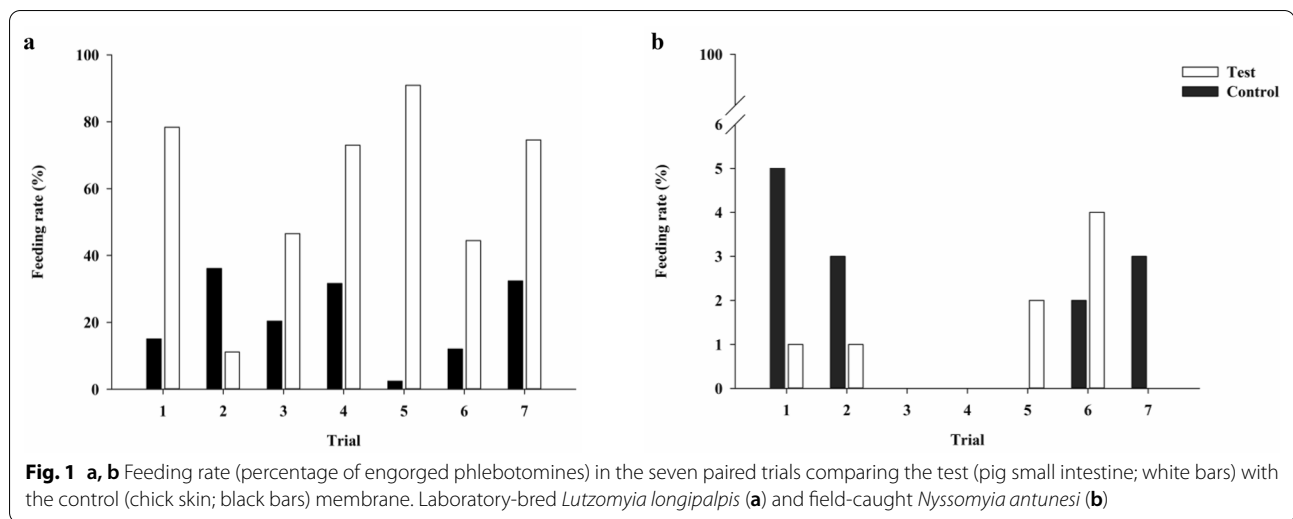 a
100
80
60
40
20
0
Feeding rate (%)
1 2 3 4 5 6 7
Trial
b
100
6
5
4
3
2
1
0
Feeding rate (%)
1 2 3 4 5 6 7
Trial
Test
Control
Fig. 1 a, b Feeding rate (percentage of engorged phlebotomines) in the seven paired trials comparing the test (pig small intestine; white bars) with
the control (chick skin; black bars) membrane. Laboratory-bred Lutzomyia longipalpis (a) and field-caught Nyssomyia antunesi (b)